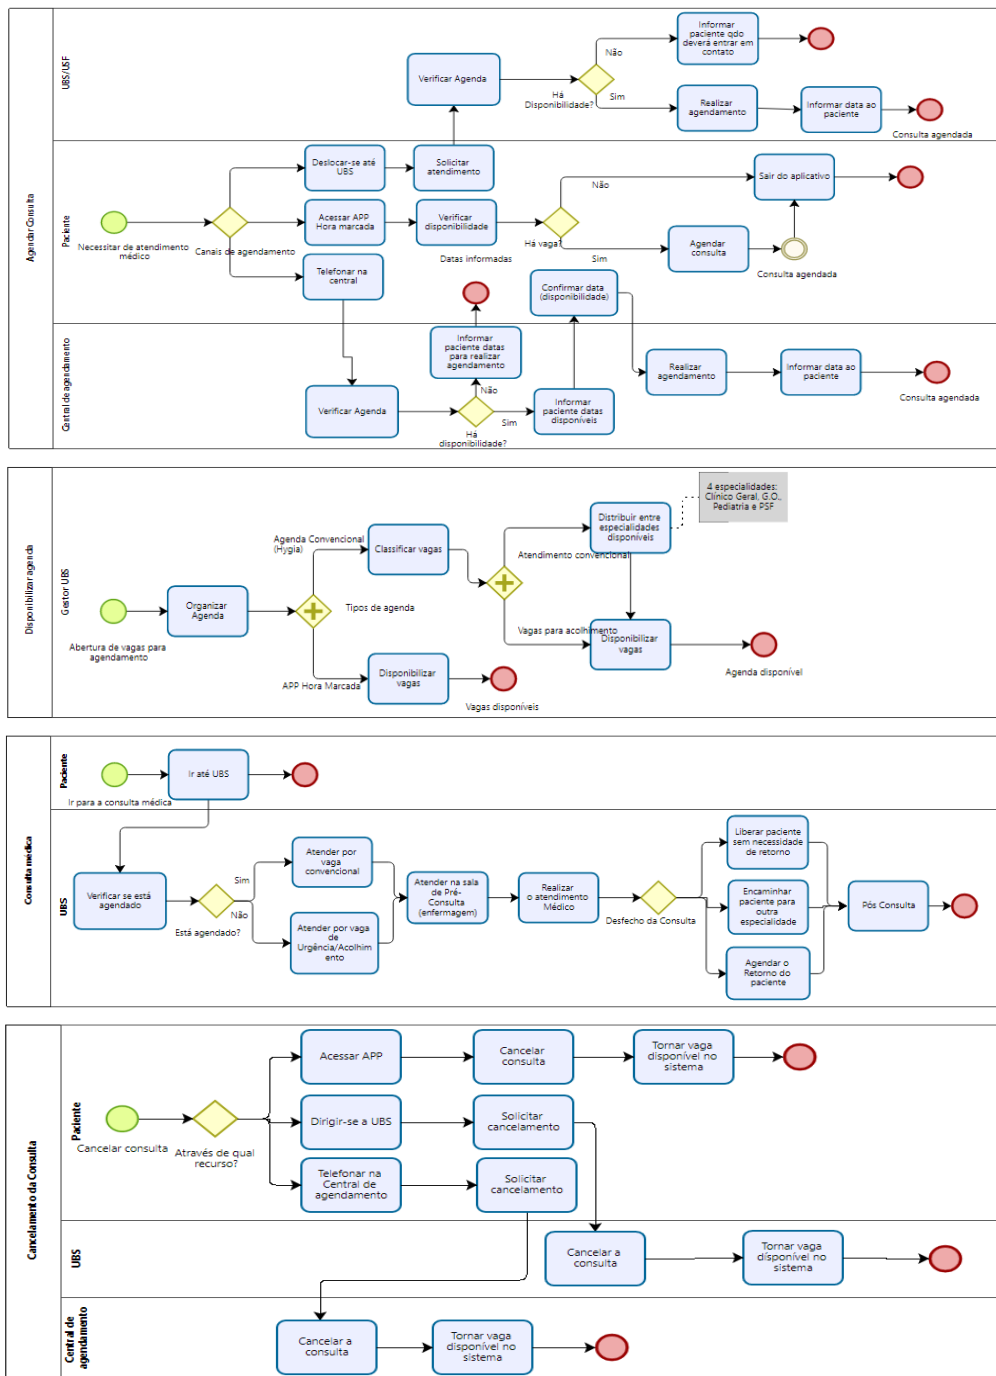 Agendar Consulta
UBS/USF
Verificar Agenda
Há
Disponibilidade?
Não
Informar
paciente qdo
deverá entrar em
contato
Sim
Realizar
agendamento
Informar data ao
paciente
Consulta agendada
Paciente
Necessitar de atendimento
médico
Canais de agendamento
Deslocar-se até
UBS
Solicitar
atendimento
Acessar APP
Hora marcada
Verificar
disponibilidade
Datas informadas
Há vaga?
Não
Sair do aplicativo
Sim
Agendar
consulta
Consulta agendada
Telefonar na
central
Confirmar data
(disponibilidade)
Central de agendamento
Verificar Agenda
Há
disponibilidade?
Não
Informar
paciente datas
para realizar
agendamento
Sim
Informar
paciente datas
disponíveis
Realizar
agendamento
Informar data ao
paciente
Consulta agendada
Disponibilizar agenda
Gestor UBS
Abertura de vagas para
agendamento
Organizar
Agenda
Tipos de agenda
Agenda Convencional
(Hygia)
Classificar vagas
Atendimento convencional
Distribuir entre
especialidades
disponíveis
4 especialidades:
Clínico Geral, G.O.,
Pediatria e PSF
Vagas para acolhimento
Disponibilizar
vagas
Agenda disponível
APP Hora Marcada
Disponibilizar
vagas
Vagas disponíveis
Consulta médica
Paciente
Ir para a consulta médica
Ir até UBS
UBS
Verificar se está
agendado
Está agendado?
Sim
Atender por
vaga
convencional
Não
Atender por vaga
de
Urgência/Acolhim
ento
Atender na sala
de Pré-
Consulta
(enfermagem)
Realizar
o atendimento
Médico
Desfecho da Consulta
Liberar paciente
sem necessidade
de retorno
Encaminhar
paciente para
outra
especialidade
Agendar o
Retorno do
paciente
Pós Consulta
Cancelamento da Consulta
Paciente
Cancelar consulta
Através de qual
recurso?
Acessar APP
Cancelar
consulta
Tornar vaga
disponível no
sistema
Dirigir-se a UBS
Solicitar
cancelamento
Telefonar na
Central de
agendamento
Solicitar
cancelamento
UBS
Cancelar a
consulta
Tornar vaga
disponível no
sistema
Central de
agendamento
Cancelar a
consulta
Tornar vaga
disponível no
sistema